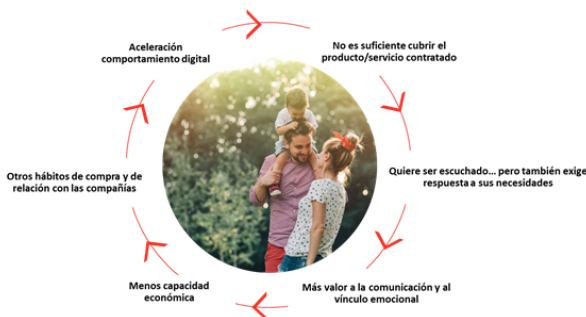 Aceleración
comportamiento digital
No es suficiente cubrir el
producto/servicio contratado
Otros hábitos de compra y de
relación con las compañías
Quiere ser escuchado... pero también exige
respuesta a sus necesidades
Menos capacidad
económica
Más valor a la comunicación y al
vínculo emocional